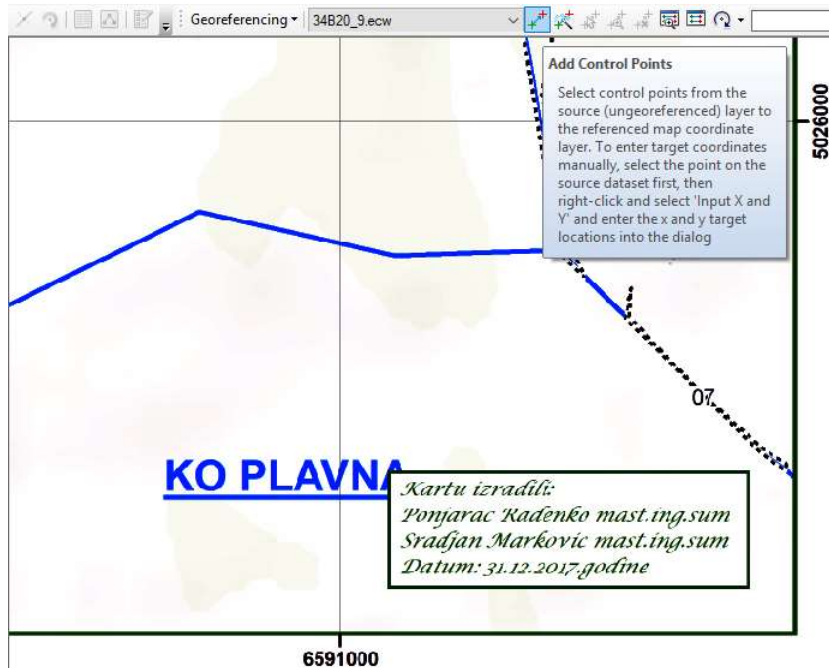 Georeferencing
34B20_9.ecw
Add Control Points
Select control points from the
source (ungeoreferenced) layer to
the referenced map coordinate
layer. To enter target coordinates
manually, select the point on the
source dataset first, then
right-click and select 'Input X and
Y' and enter the x and y target
locations into the dialog
5026000
07
KO PLAVNA
Kartu izradili:
Ponjarac Radenko mast.ing.sum
Sradjan Markovic mast.ing.sum
Datum: 31.12.2017.godine
6591000